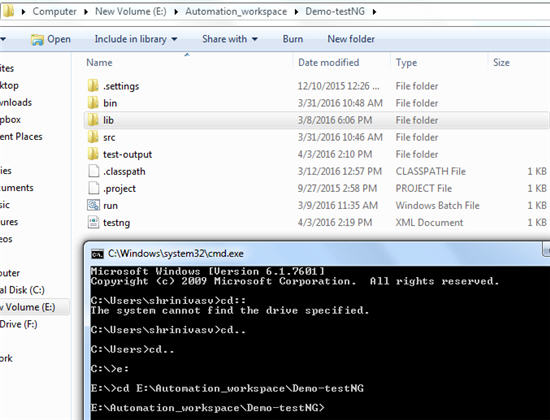 Computer New Volume (E:) Automation_workspace Demo-testNG
Open Include in library Share with Burn New folder
Name Date modified Type Size
.settings 12/10/2015 12:26 ... File folder
bin 3/31/2016 10:48 AM File folder
lib 3/8/2016 6:06 PM File folder
src 3/31/2016 10:46 AM File folder
test-output 4/3/2016 2:10 PM File folder
.classpath 3/12/2016 12:57 PM CLASSPATH File 1 KB
.project 9/27/2015 2:58 PM PROJECT File 1 KB
run 3/9/2016 11:35 AM Windows Batch File 1 KB
testng 4/3/2016 2:19 PM XML Document 1 KB
ites
ktop
wnloads
pbox
ent Places
s
uments
sic
ures
eos
puter
al Disk (C:)
w Volume (E:)
Drive (F:)
ork
C:\Windows\system32\cmd.exe
Microsoft Windows [Version 6.1.7601]
Copyright (c) 2009 Microsoft Corporation. All rights reserved.
C:\Users\shrinivasv>cd::
The system cannot find the drive specified.
C:\Users\shrinivasv>cd..
C:\Users>cd..
C:\>e:
E:\>cd E:\Automation_workspace\Demo-testNG
E:\Automation_workspace\Demo-testNG>